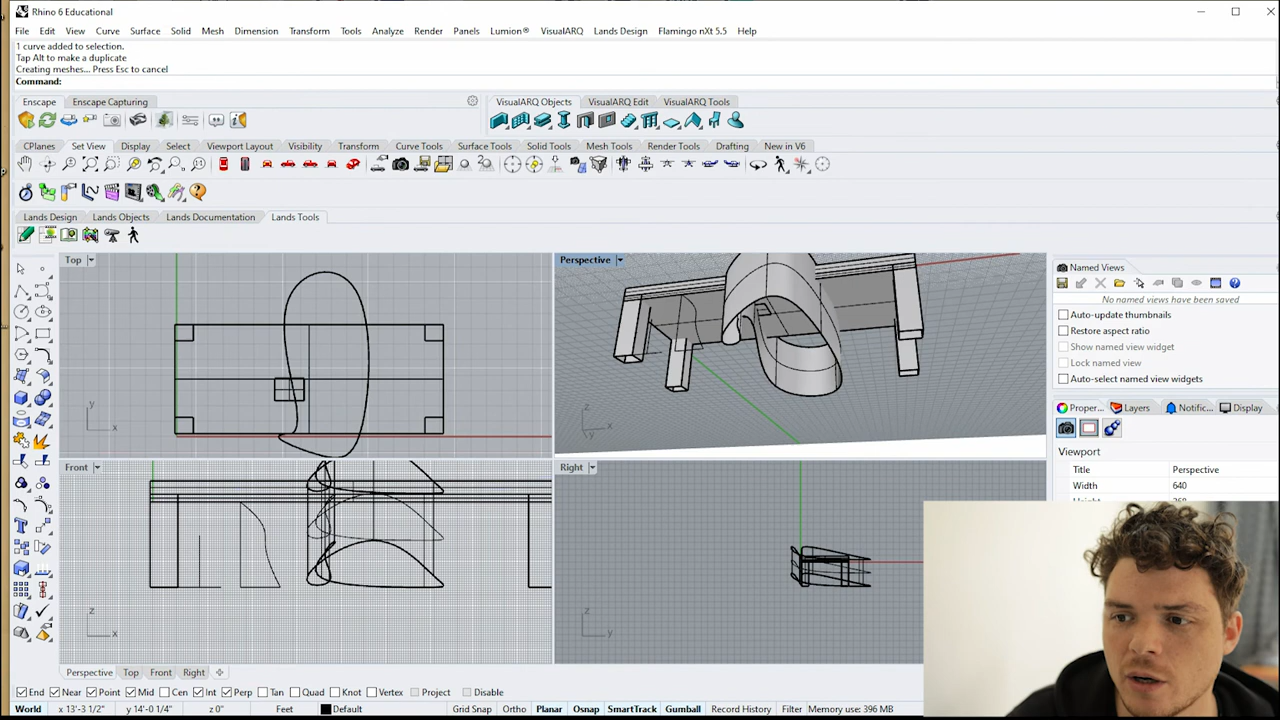 Rhino 6 Educational
File Edit View Curve Surface Solid Mesh Dimension Transform Tools Analyze Render Panels Lumion® VisualARQ Lands Design Flamingo nXt 5.5 Help
1 curve added to selection.
Tap Alt to make a duplicate
Creating meshes... Press Esc to cancel
Command:
Enscape Enscape Capturing VisualARQ Objects VisualARQ Edit VisualARQ Tools
CPlanes Set View Display Select Viewport Layout Visibility Transform Curve Tools Surface Tools Solid Tools Mesh Tools Render Tools Drafting New in V6
Lands Design Lands Objects Lands Documentation Lands Tools
Top Perspective
Named Views
No named views have been saved
Auto-update thumbnails
Restore aspect ratio
Show named view widget
Lock named view
Auto-select named view widgets
Proper... Layers Notific... Display
Viewport
Title Perspective
Width 640
y x
z y x
Front Right
z x
z y
Perspective Top Front Right
End Near Point Mid Cen Int Perp Tan Quad Knot Vertex Project Disable
World x 13'-3 1/2" y 14'-0 1/4" z 0" Feet Default Grid Snap Ortho Planar Osnap SmartTrack Gumball Record History Filter Memory use: 396 MB